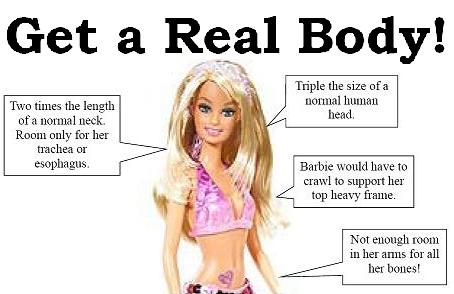 Get a Real Body!
Two times the length
of a normal neck.
Room only for her
trachea or
esophagus.
Triple the size of a
normal human
head.
Barbie would have to
crawl to support her
top heavy frame.
Not enough room
in her arms for all
her bones!